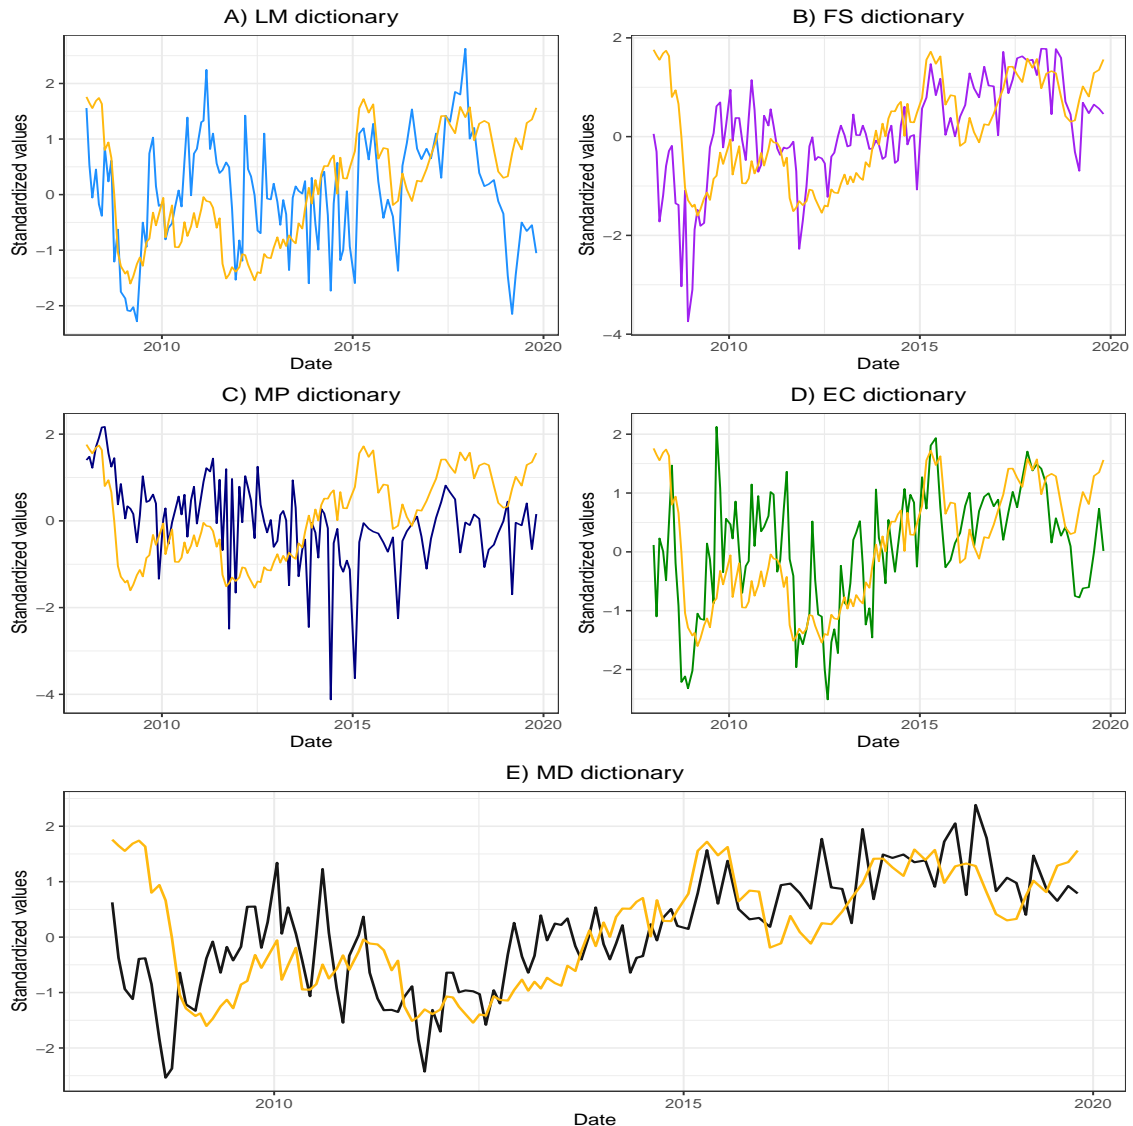 A) LM dictionary
B) FS dictionary
Standardized values
2
1
0
−1
−2
2010
2015
2020
Date
Standardized values
2
0
−2
−4
2010
2015
2020
Date
C) MP dictionary
D) EC dictionary
Standardized values
2
0
−2
−4
2010
2015
2020
Date
Standardized values
2
1
0
−1
−2
2010
2015
2020
Date
E) MD dictionary
Standardized values
2
1
0
−1
−2
2010
2015
2020
Date